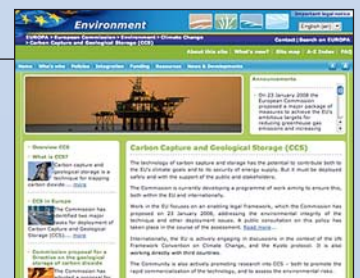 Important legal notice
Environment
English (en)
EUROPA > European Commission > Environment > Climate Change
> Carbon Capture and Geological Storage (CCS)
Contact | Search on EUROPA
About this site | What's new? | Site map | A-Z Index | FAQ
Home Who's who Policies Integration Funding Resources News & Developments
Announcements
- On 23 January 2008 the
European Commission
proposed a major package of
measures that will
ambitious targets for
reducing greenhouse gas
emissions and increasing
- Overview CCS
- What is CCS?
Carbon capture and
geological storage is a
technique for trapping
carbon dioxide ... more
- CCS in Europe
The Commission has
identified two major
tasks for deployment of
Carbon Capture and Geological
Storage (CCS).... more
- Commission proposal for a
Directive on the geological
storage of carbon dioxide
The Commission has
Carbon Capture and Geological Storage (CCS)
The technology of carbon capture and storage has the potential to contribute both to
the EU's climate goals and to its security of energy supply. But it must be deployed
safely and with the support of the public and stakeholders.
The Commission is currently developing a programme of work aiming to ensure this,
both within the EU and internationally.
Work in the EU focuses on an enabling legal framework, which the Commission has
proposed on 23 January 2008, addressing the environmental integrity of the
technique and other deployment issues. A public consultation on this policy has
taken place in the course of the assessment. Read more...
Internationally, the EU is actively engaging in discussions in the context of the UN
Framework Convention on Climate Change, and the Kyoto protocol. It is also
working directly with third countries.
The Community is also actively promoting research into CCS - both to promote the
rapid commercialisation of the technology, and to assess the environmental risks.